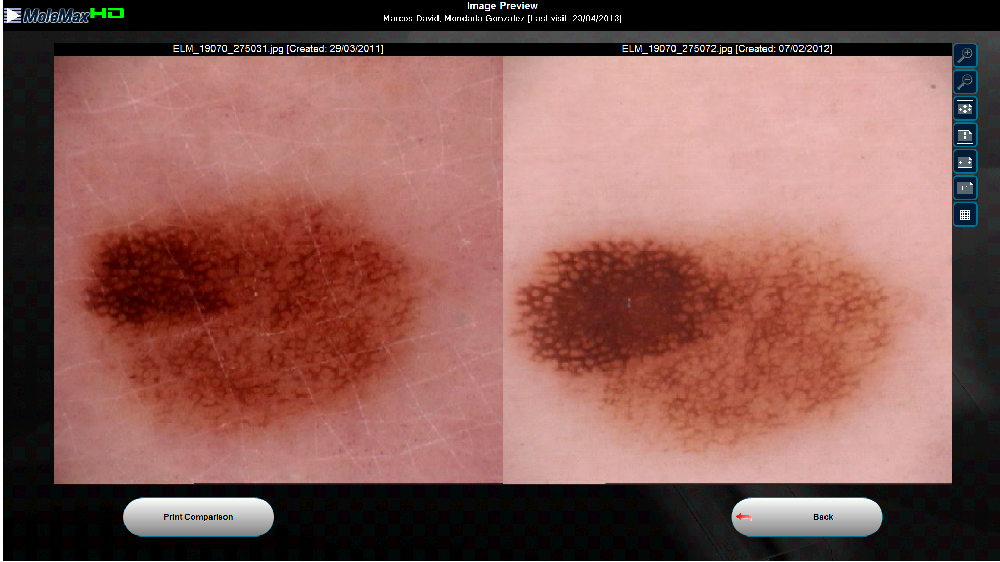 MoleMax HD
Image Preview
Marcos David, Mondada Gonzalez [Last visit: 23/04/2013]
ELM_19070_275031.jpg [Created: 29/03/2011]
ELM_19070_275072.jpg [Created: 07/02/2012]
1:1
Print Comparison
Back